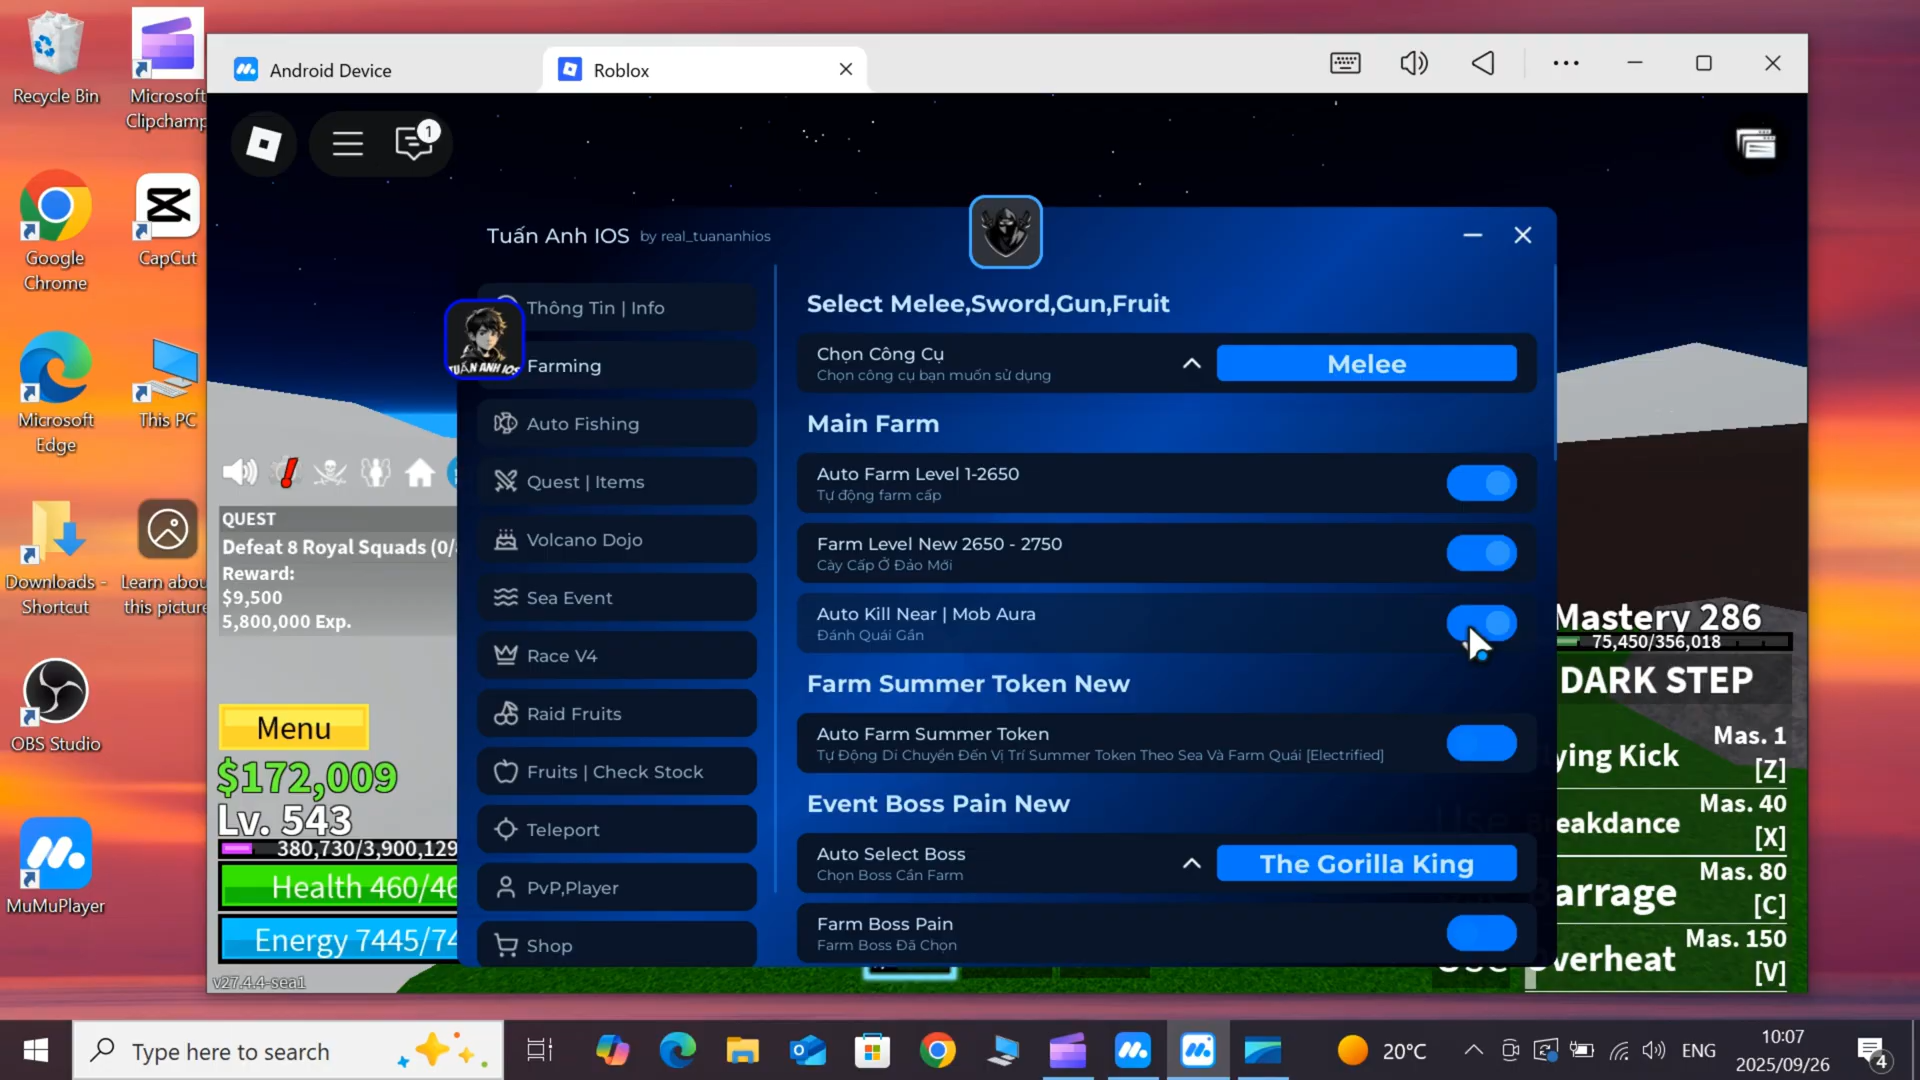 Recycle Bin
Microsoft
Clipchamp
Google
Chrome
CapCut
Microsoft
Edge
This PC
Downloads -
Shortcut
Learn abou
this picture
OBS Studio
MuMuPlayer
Android Device
Roblox
1
Tuấn Anh IOS by real_tuananhios
TUẤN ANH IOS
Thông Tin | Info
Farming
Auto Fishing
Quest | Items
Volcano Dojo
Sea Event
Race V4
Raid Fruits
Fruits | Check Stock
Teleport
PvP,Player
Shop
Select Melee,Sword,Gun,Fruit
Chọn Công Cụ
Chọn công cụ bạn muốn sử dụng
Melee
Main Farm
Auto Farm Level 1-2650
Tự động farm cấp
Farm Level New 2650 - 2750
Cày Cấp Ở Đảo Mới
Auto Kill Near | Mob Aura
Đánh Quái Gần
Farm Summer Token New
Auto Farm Summer Token
Tự Động Di Chuyển Đến Vị Trí Summer Token Theo Sea Và Farm Quái [Electrified]
Event Boss Pain New
Auto Select Boss
Chọn Boss Cần Farm
The Gorilla King
Farm Boss Pain
Farm Boss Đã Chọn
QUEST
Defeat 8 Royal Squads (0/
Reward:
$9,500
5,800,000 Exp.
Menu
$172,009
Lv. 543
380,730/3,900,129
Health 460/46
Energy 7445/74
v27.4.4-sea1
Mastery 286
75,450/356,018
DARK STEP
Mas. 1
ying Kick
[Z]
Mas. 40
eakdance
[X]
Mas. 80
arrage
[C]
Mas. 150
Use Overheat
[V]
Type here to search
20°C
ENG
10:07
2025/09/26
4